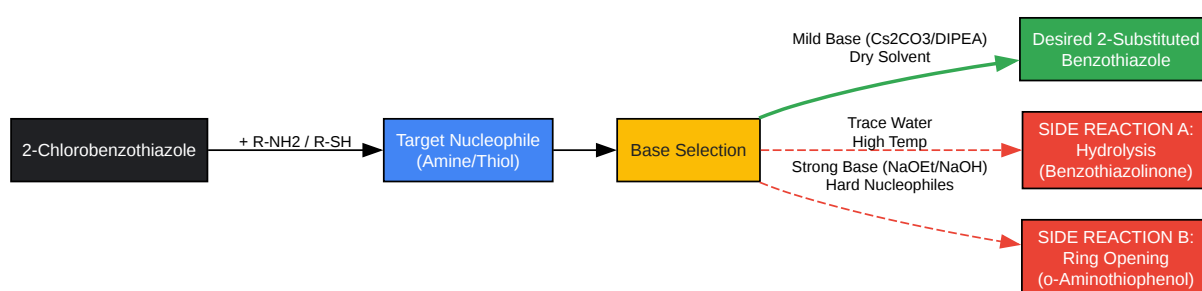 2-Chlorobenzothiazole
+ R-NH2 / R-SH
Target Nucleophile
(Amine/Thiol)
Base Selection
Mild Base (Cs2CO3/DIPEA)
Dry Solvent
Desired 2-Substituted
Benzothiazole
Trace Water
High Temp
SIDE REACTION A:
Hydrolysis
(Benzothiazolinone)
Strong Base (NaOEt/NaOH)
Hard Nucleophiles
SIDE REACTION B:
Ring Opening
(o-Aminothiophenol)